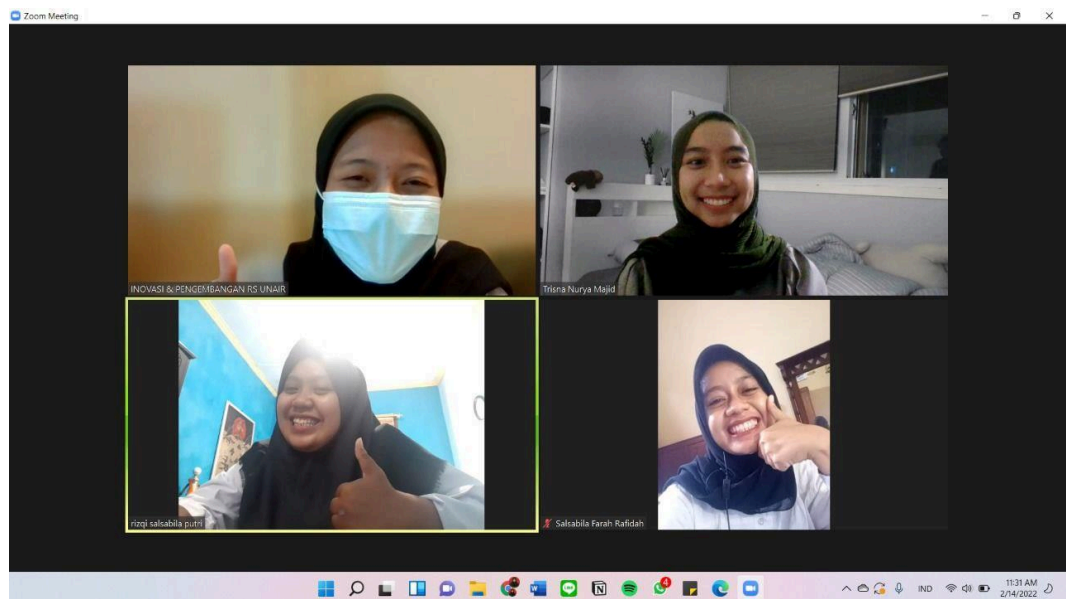 Zoom Meeting
INOVASI & PENGEMBANGAN RS UNAIR
Trisna Nurya Majid
rizqi salsabila putri
Salsabila Farah Rafidah
4
IND
11:31 AM
2/14/2022